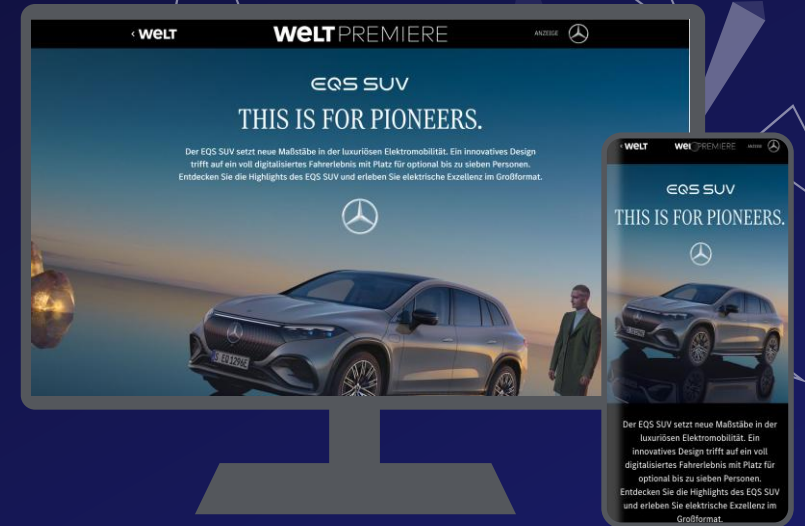 ‹ WELT
WELTPREMIERE
ANZEIGE
EQS SUV
THIS IS FOR PIONEERS.
Der EQS SUV setzt neue Maßstäbe in der luxuriösen Elektromobilität. Ein innovatives Design
trifft auf ein voll digitalisiertes Fahrerlebnis mit Platz für optional bis zu sieben Personen.
Entdecken Sie die Highlights des EQS SUV und erleben Sie elektrische Exzellenz im Großformat.
S EQ 1296E
‹ WELT
WELTPREMIERE
ANZEIGE
EQS SUV
THIS IS FOR PIONEERS.
Der EQS SUV setzt neue Maßstäbe in der
luxuriösen Elektromobilität. Ein
innovatives Design trifft auf ein voll
digitalisiertes Fahrerlebnis mit Platz für
optional bis zu sieben Personen.
Entdecken Sie die Highlights des EQS SUV
und erleben Sie elektrische Exzellenz im
Großformat.